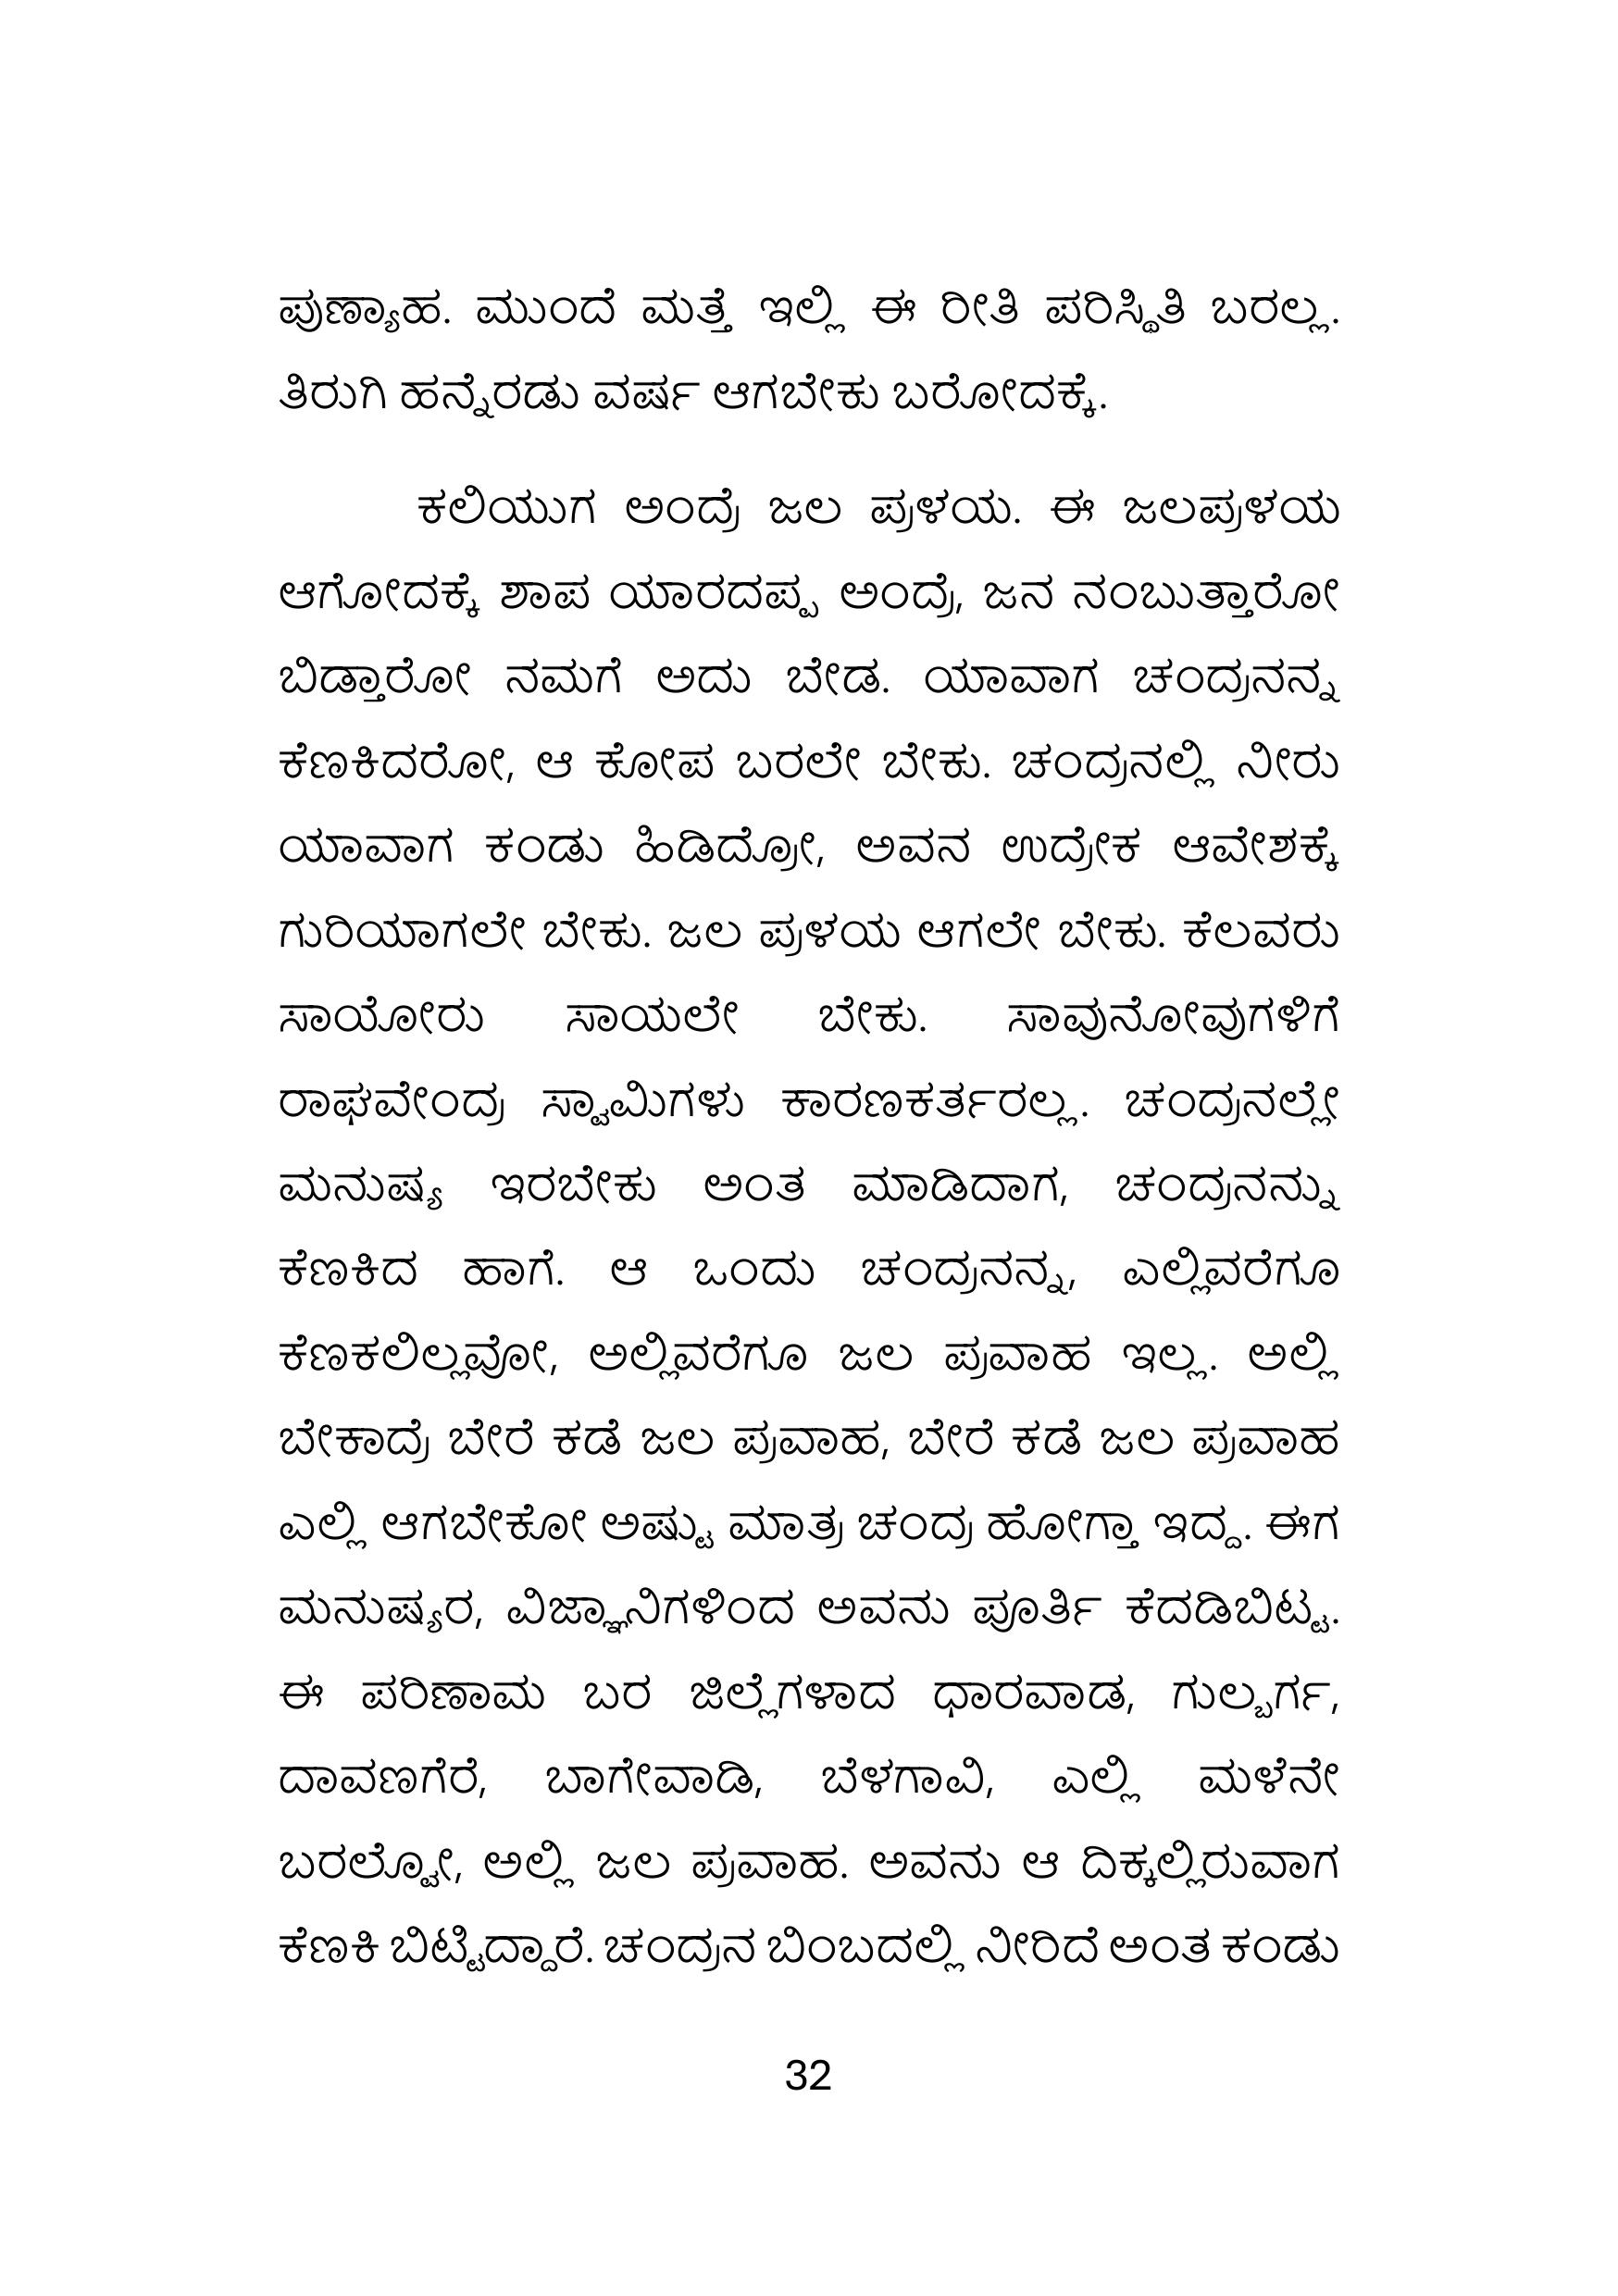 ಪುಣ್ಯಾಹ. ಮುಂದೆ ಮತ್ತೆ ಇಲ್ಲಿ ಈ ರೀತಿ ಪರಿಸ್ಥಿತಿ ಬರಲ್ಲ.
ತಿರುಗಿ ಹನ್ನೆರಡು ವರ್ಷ ಆಗಬೇಕು ಬರೋದಕ್ಕೆ.
ಕಲಿಯುಗ ಅಂದ್ರೆ ಜಲ ಪ್ರಳಯ. ಈ ಜಲಪ್ರಳಯ
ಆಗೋದಕ್ಕೆ ಶಾಪ ಯಾರದಪ್ಪ ಅಂದ್ರೆ, ಜನ ನಂಬುತ್ತಾರೋ
ಬಿಡ್ತಾರೋ ನಮಗೆ ಅದು ಬೇಡ. ಯಾವಾಗ ಚಂದ್ರನನ್ನ
ಕೆಣಕಿದರೋ, ಆ ಕೋಪ ಬರಲೇ ಬೇಕು. ಚಂದ್ರನಲ್ಲಿ ನೀರು
ಯಾವಾಗ ಕಂಡು ಹಿಡಿದ್ರೋ, ಅವನ ಉದ್ರೇಕ ಆವೇಶಕ್ಕೆ
ಗುರಿಯಾಗಲೇ ಬೇಕು. ಜಲ ಪ್ರಳಯ ಆಗಲೇ ಬೇಕು. ಕೆಲವರು
ಸಾಯೋರು ಸಾಯಲೇ ಬೇಕು. ಸಾವುನೋವುಗಳಿಗೆ
ರಾಘವೇಂದ್ರ ಸ್ವಾಮಿಗಳು ಕಾರಣಕರ್ತರಲ್ಲ. ಚಂದ್ರನಲ್ಲೇ
ಮನುಷ್ಯ ಇರಬೇಕು ಅಂತ ಮಾಡಿದಾಗ, ಚಂದ್ರನನ್ನು
ಕೆಣಕಿದ ಹಾಗೆ. ಆ ಒಂದು ಚಂದ್ರನನ್ನ, ಎಲ್ಲಿವರೆಗೂ
ಕೆಣಕಲಿಲ್ಲವೋ, ಅಲ್ಲಿವರೆಗೂ ಜಲ ಪ್ರವಾಹ ಇಲ್ಲ. ಅಲ್ಲಿ
ಬೇಕಾದ್ರೆ ಬೇರೆ ಕಡೆ ಜಲ ಪ್ರವಾಹ, ಬೇರೆ ಕಡೆ ಜಲ ಪ್ರವಾಹ
ಎಲ್ಲಿ ಆಗಬೇಕೋ ಅಷ್ಟು ಮಾತ್ರ ಚಂದ್ರ ಹೋಗ್ತಾ ಇದ್ದ. ಈಗ
ಮನುಷ್ಯರ, ವಿಜ್ಞಾನಿಗಳಿಂದ ಅವನು ಪೂರ್ತಿ ಕೆದಡಿಬಿಟ್ಟ.
ಈ ಪರಿಣಾಮ ಬರ ಜಿಲ್ಲೆಗಳಾದ ಧಾರವಾಡ, ಗುಲ್ಬರ್ಗ,
ದಾವಣಗೆರೆ, ಬಾಗೇವಾಡಿ, ಬೆಳಗಾವಿ, ಎಲ್ಲಿ ಮಳೆನೇ
ಬರಲ್ವೋ, ಅಲ್ಲಿ ಜಲ ಪ್ರವಾಹ. ಅವನು ಆ ದಿಕ್ಕಲ್ಲಿರುವಾಗ
ಕೆಣಕಿ ಬಿಟ್ಟಿದ್ದಾರೆ. ಚಂದ್ರನ ಬಿಂಬದಲ್ಲಿ ನೀರಿದೆ ಅಂತ ಕಂಡು
32